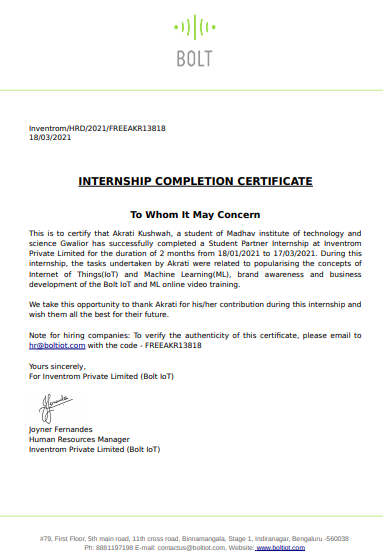 BOLT
Inventrom/HRD/2021/FREEAKR13818
18/03/2021
INTERNSHIP COMPLETION CERTIFICATE
To Whom It May Concern
This is to certify that Akrati Kushwah, a student of Madhav institute of technology and
science Gwalior has successfully completed a Student Partner Internship at Inventrom
Private Limited for the duration of 2 months from 18/01/2021 to 17/03/2021. During this
internship, the tasks undertaken by Akrati were related to popularising the concepts of
Internet of Things(IoT) and Machine Learning(ML), brand awareness and business
development of the Bolt IoT and ML online video training.
We take this opportunity to thank Akrati for his/her contribution during this internship and
wish them all the best for their future.
Note for hiring companies: To verify the authenticity of this certificate, please email to
hr@boltiot.com with the code - FREEAKR13818
Yours sincerely,
For Inventrom Private Limited (Bolt IoT)
Joyner Fernandes
Human Resources Manager
Inventrom Private Limited (Bolt IoT)
#79, First Floor, 5th main road, 11th cross road, Binnamangala, Stage 1, Indiranagar, Bengaluru -560038
Ph: 8881197198 E-mail: contactus@boltiot.com, Website: www.boltiot.com